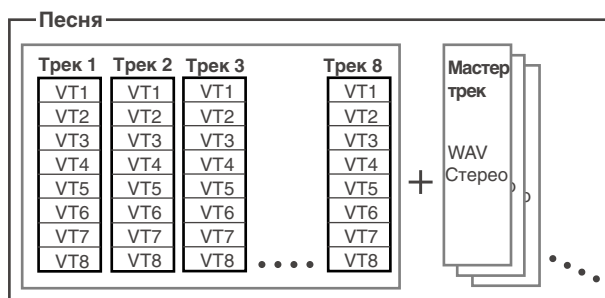 Песня
Трек 1 Трек 2 Трек 3 Трек 8
VT1 VT1 VT1 VT1
VT2 VT2 VT2 VT2
VT3 VT3 VT3 VT3
VT4 VT4 VT4 VT4
VT5 VT5 VT5 VT5
VT6 VT6 VT6 VT6
VT7 VT7 VT7 VT7
VT8 VT8 VT8 VT8
+
Мастер
трек
WAV
Стерео